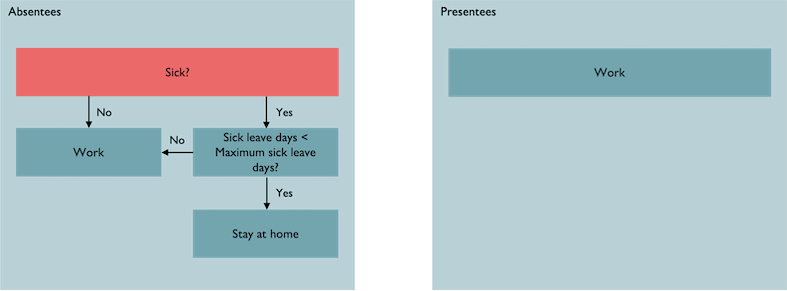 Absentees
Sick?
No
Yes
Work
No
Sick leave days <
Maximum sick leave
days?
Yes
Stay at home
Presentees
Work